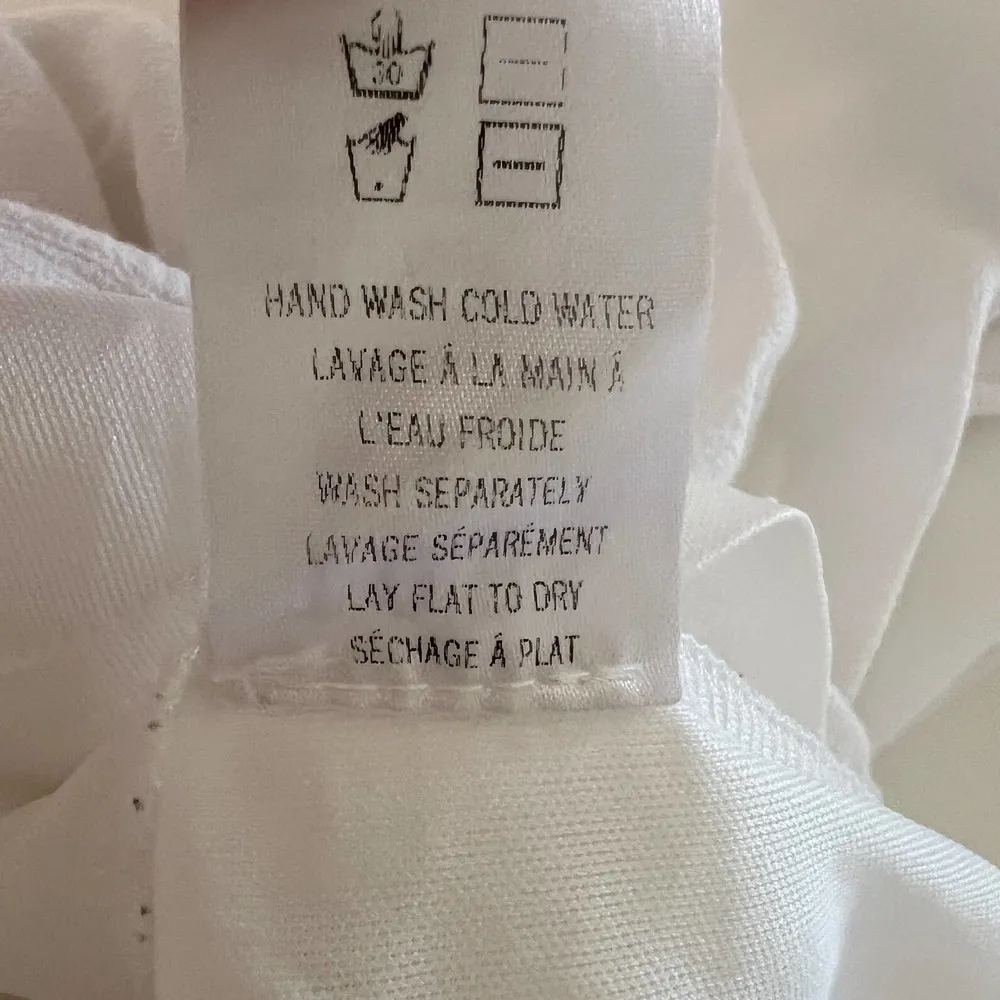 30
HAND WASH COLD WATER
LAVAGE Á LA MAIN Á
L'EAU FROIDE
WASH SEPARATELY
LAVAGE SÉPARÉMENT
LAY FLAT TO DRY
SÉCHAGE Á PLAT